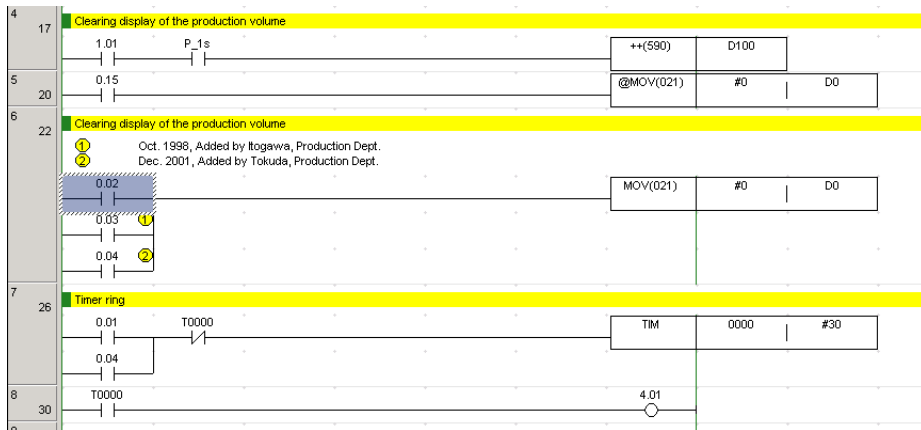 4 17 Clearing display of the production volume
1.01 P_1s ++(590) D100
5 20 0.15 @MOV(021) #0 D0
6 22 Clearing display of the production volume
1 Oct. 1998, Added by Itogawa, Production Dept.
2 Dec. 2001, Added by Tokuda, Production Dept.
0.02 MOV(021) #0 D0
0.03 1
0.04 2
7 26 Timer ring
0.01 T0000 TIM 0000 #30
0.04
8 30 T0000 4.01